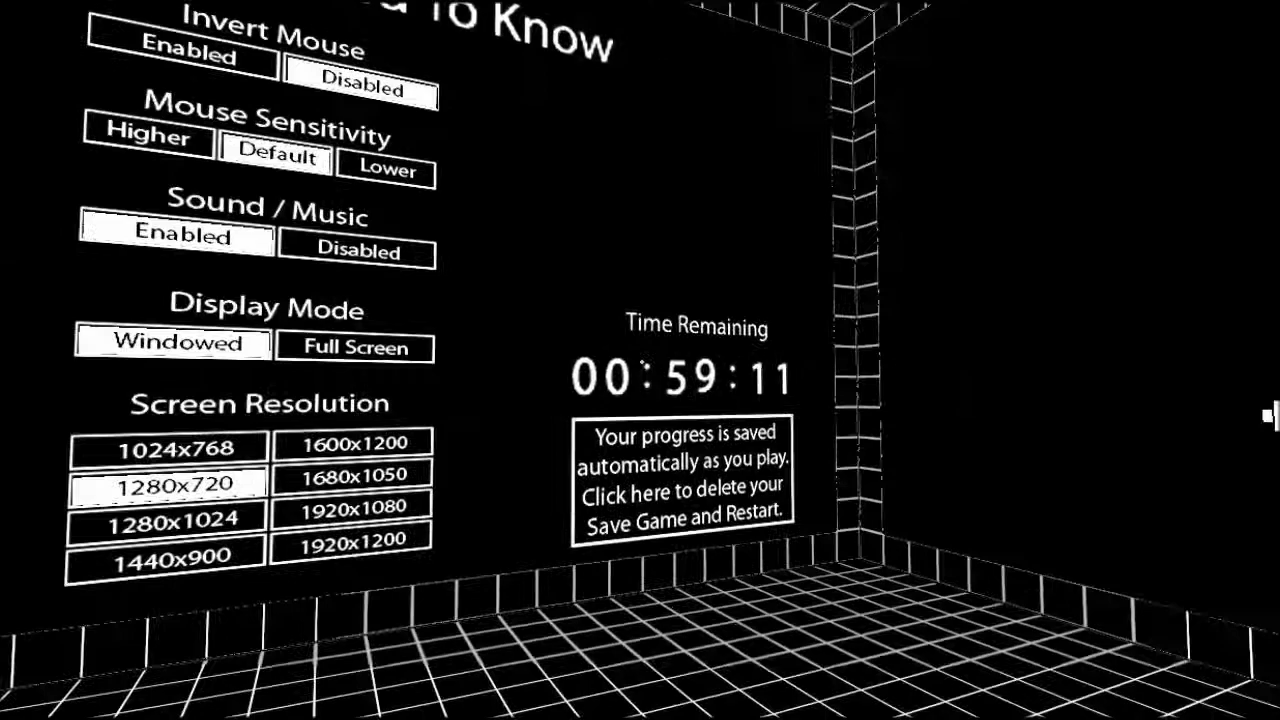 To Know
Invert Mouse
Enabled Disabled
Mouse Sensitivity
Higher Default Lower
Sound / Music
Enabled Disabled
Display Mode
Windowed Full Screen
Screen Resolution
1024x768 1600x1200
1280x720 1680x1050
1280x1024 1920x1080
1440x900 1920x1200
Time Remaining
00:59:11
Your progress is saved
automatically as you play.
Click here to delete your
Save Game and Restart.